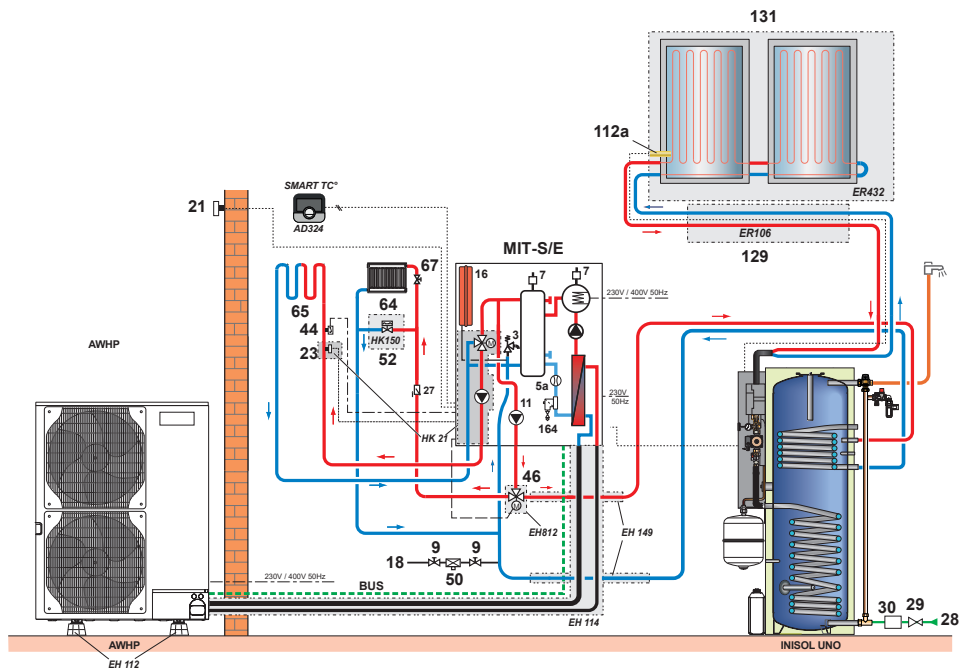 131
112a
ER432
SMART TC°
AD324
21
ER106
129
MIT-S/E
67
16
7
7
230V / 400V 50Hz
65
64
44
HK150
M
3
23
52
AWHP
5a
27
11
230V
50Hz
164
HK 21
46
M
EH812
EH 149
9
9
18
50
230V / 400V 50Hz
BUS
EH 114
30
29
28
AWHP
INISOL UNO
EH 112